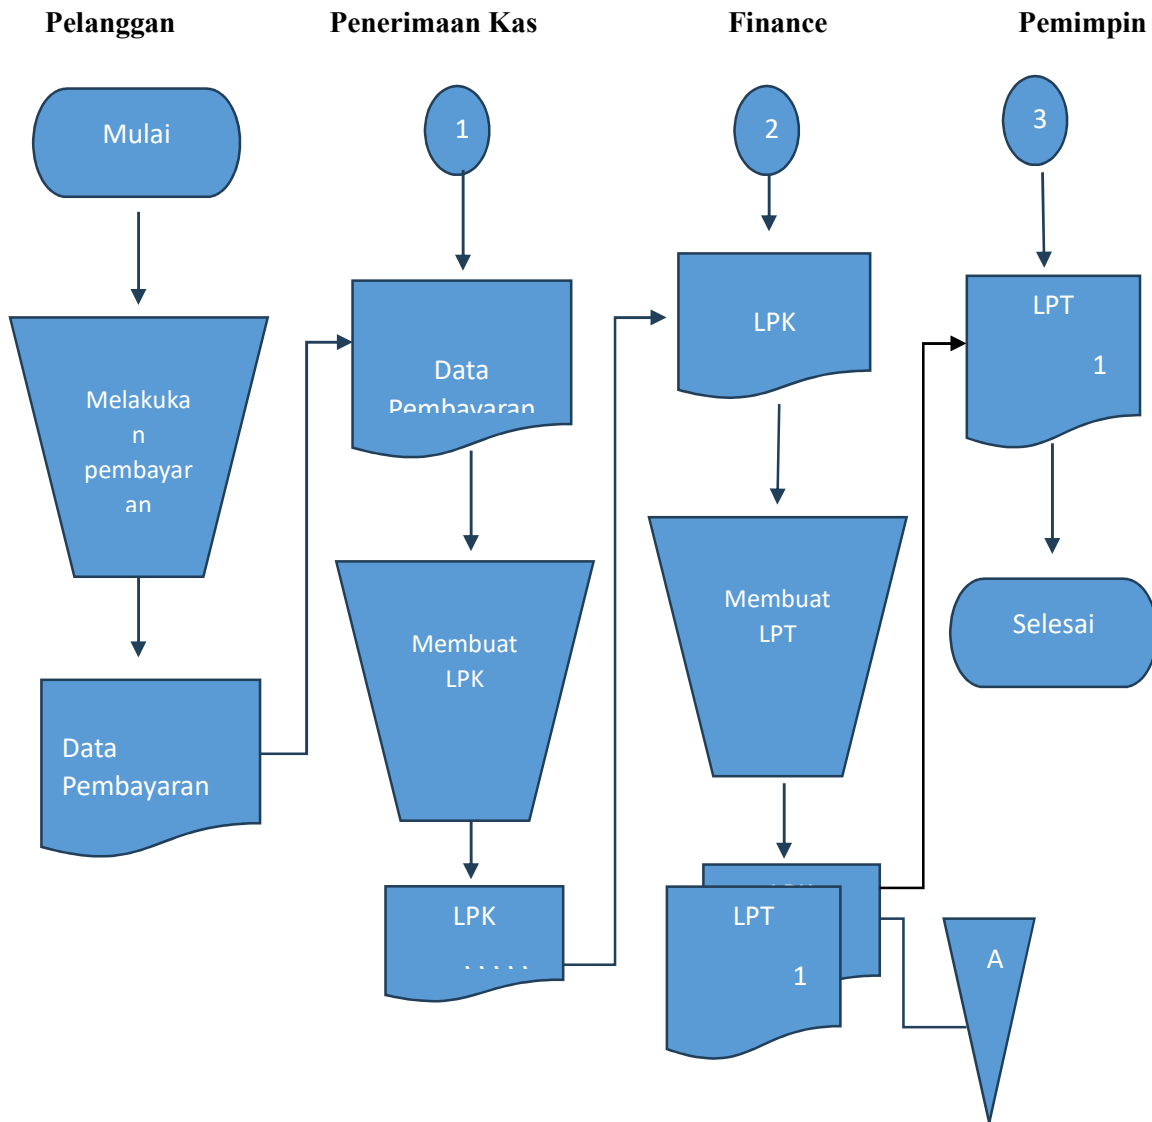 Pelanggan
Penerimaan Kas
Finance
Pemimpin
Mulai
1
2
3
Melakuka
n
pembayar
an
Data
Pembayaran
Data
Pembayaran
Membuat
LPK
LPK
LPK
Membuat
LPT
LPT
1
LPT
1
Selesai
A